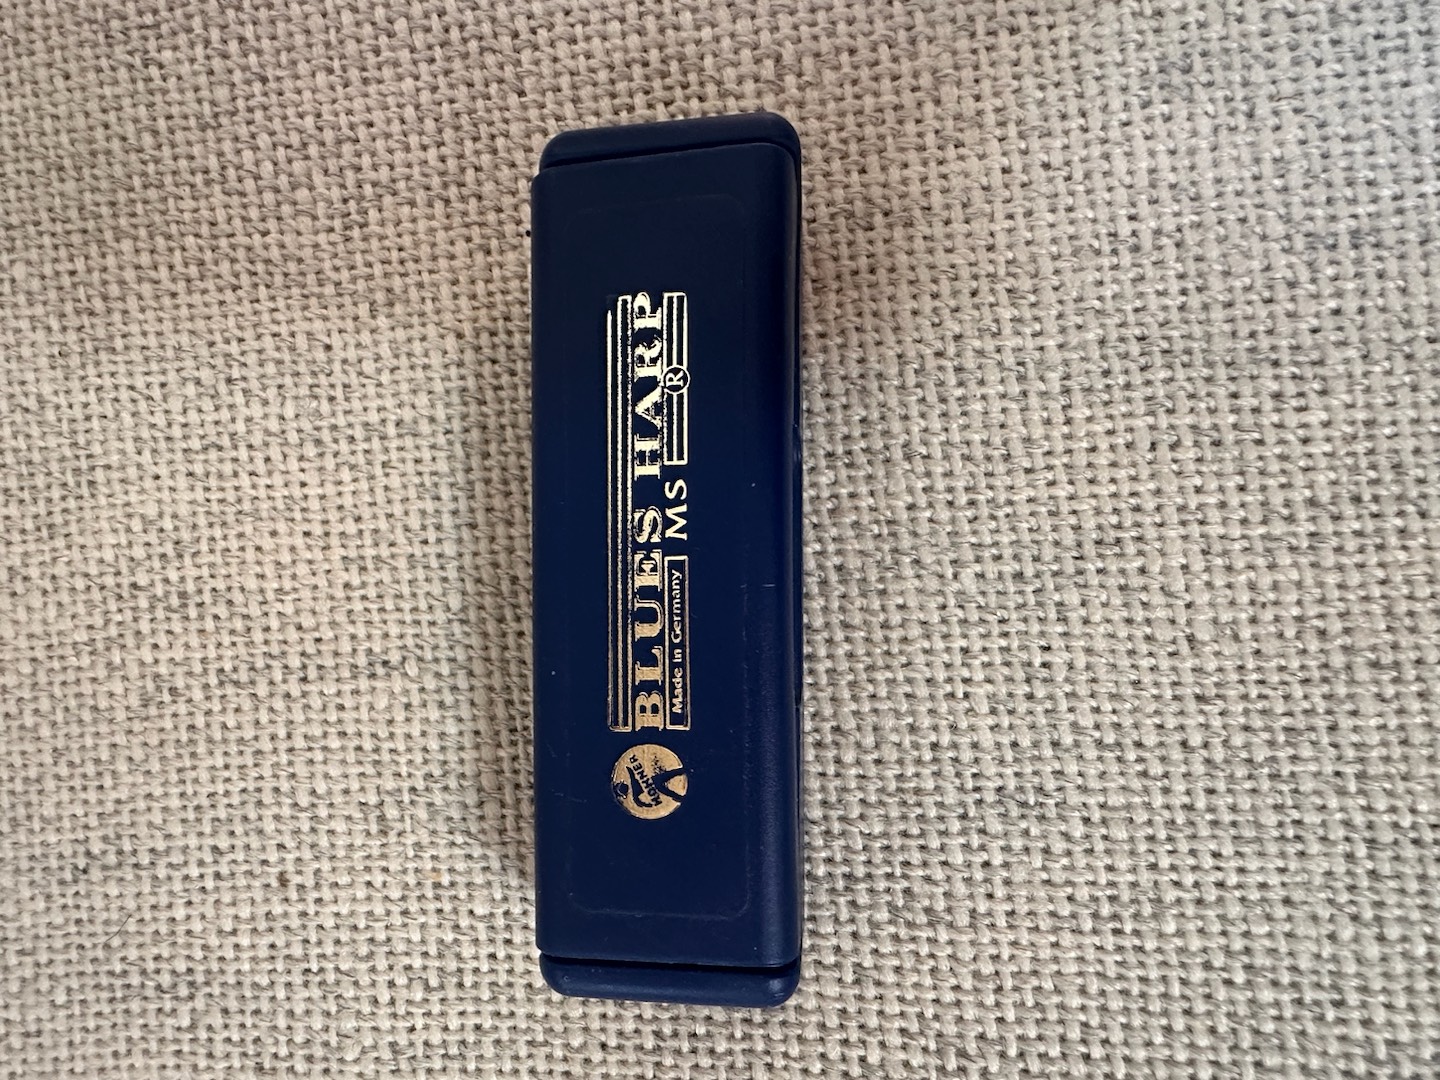 HOHNER
BLUES HARP
Made in Germany MS ®